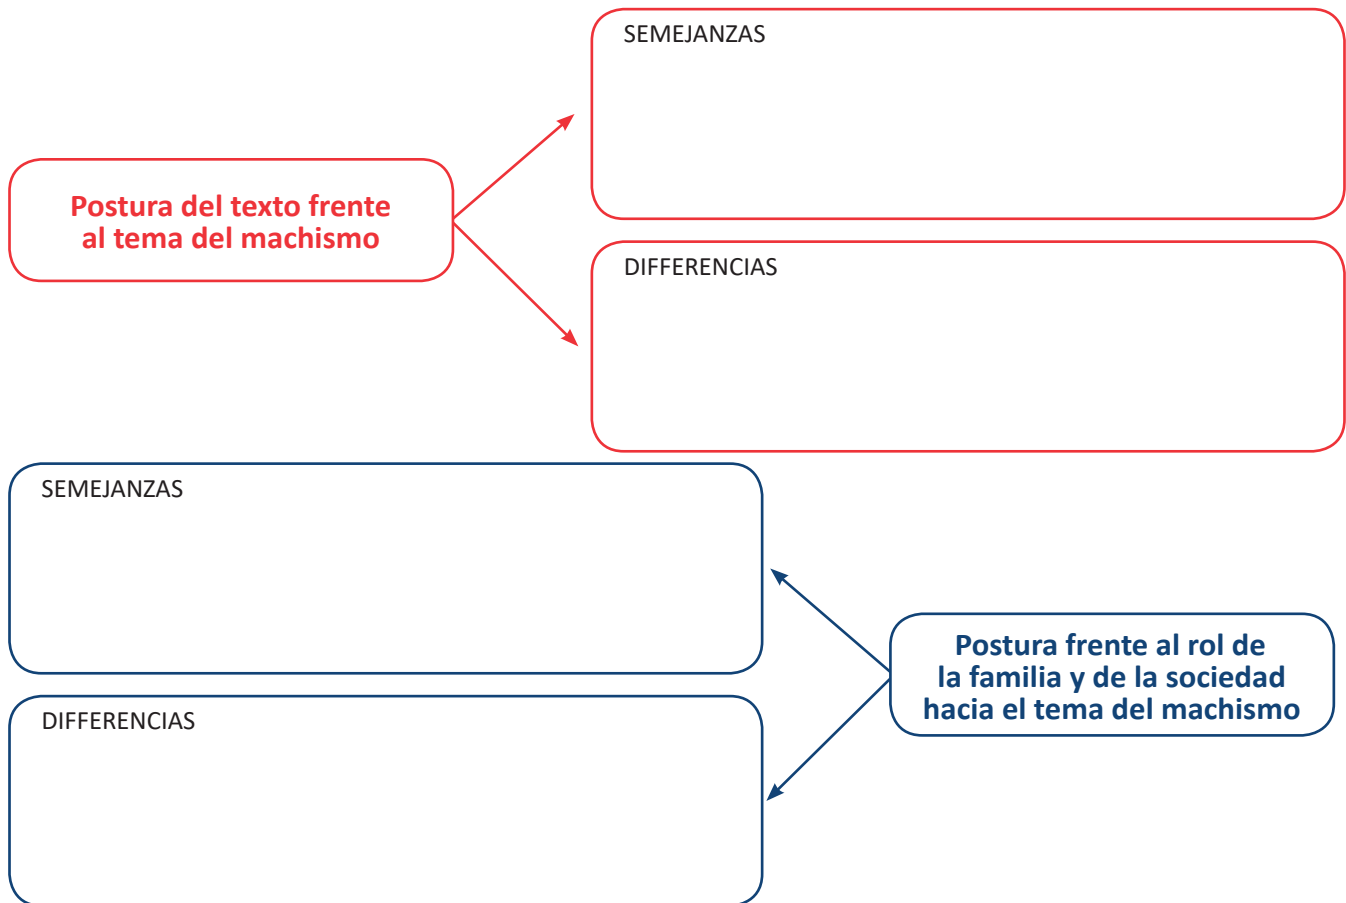 SEMEJANZAS
Postura del texto frente
al tema del machismo
DIFFERENCIAS
SEMEJANZAS
Postura frente al rol de
la familia y de la sociedad
hacia el tema del machismo
DIFFERENCIAS